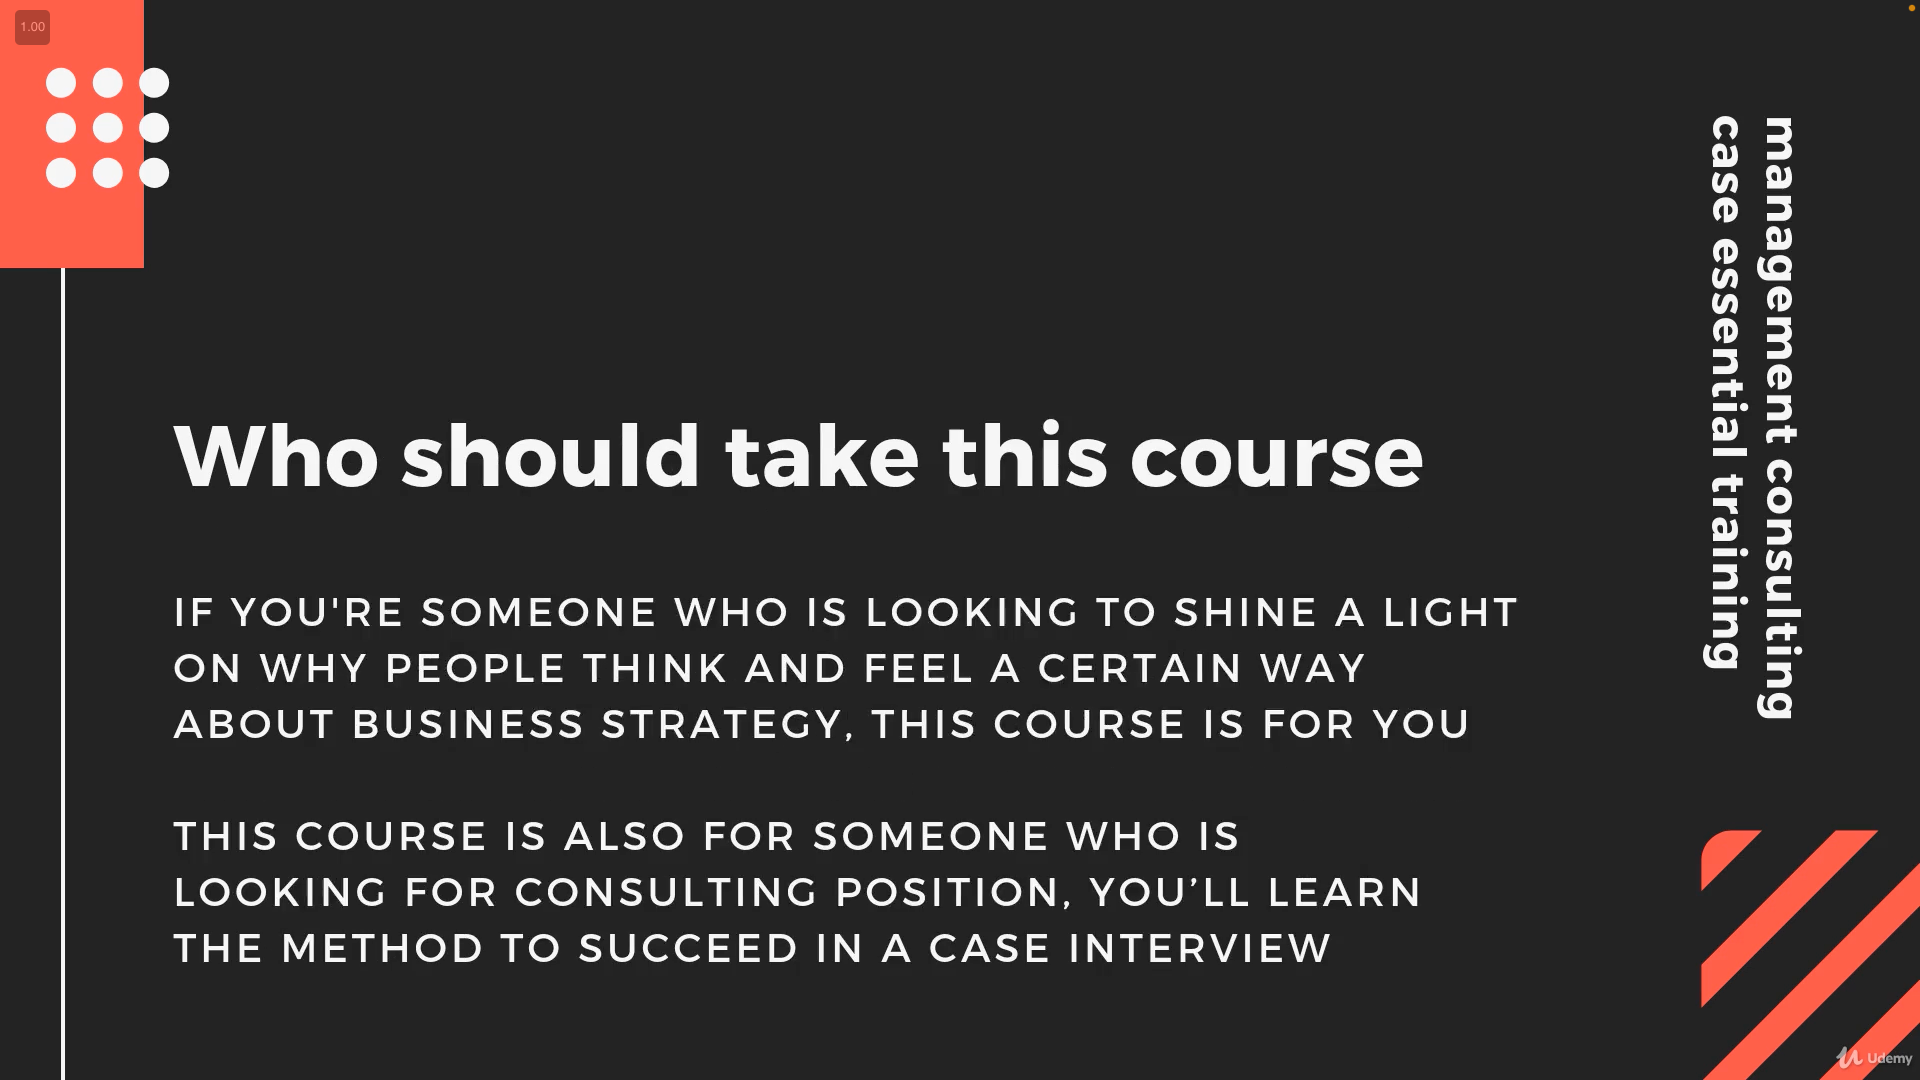 1.00
management consulting
case essential training
Who should take this course
IF YOU'RE SOMEONE WHO IS LOOKING TO SHINE A LIGHT
ON WHY PEOPLE THINK AND FEEL A CERTAIN WAY
ABOUT BUSINESS STRATEGY, THIS COURSE IS FOR YOU
THIS COURSE IS ALSO FOR SOMEONE WHO IS
LOOKING FOR CONSULTING POSITION, YOU’LL LEARN
THE METHOD TO SUCCEED IN A CASE INTERVIEW
Udemy